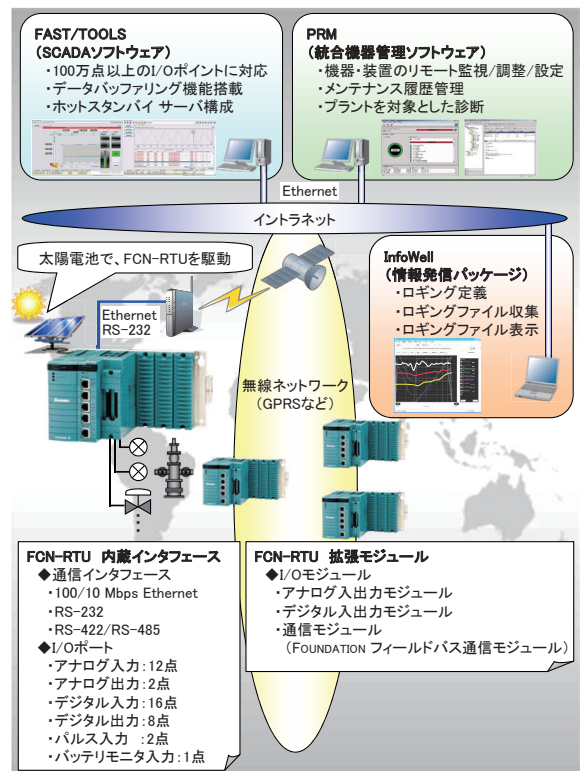 FAST/TOOLS
(SCADAソフトウェア)
・100万点以上のI/Oポイントに対応
・データバッファリング機能搭載
・ホットスタンバイ サーバ構成
PRM
(統合機器管理ソフトウェア)
・機器・装置のリモート監視/調整/設定
・メンテナンス履歴管理
・プラントを対象とした診断
Ethernet
イントラネット
太陽電池で、FCN-RTUを駆動
Ethernet
RS-232
InfoWell
(情報発信パッケージ)
・ロギング定義
・ロギングファイル収集
・ロギングファイル表示
無線ネットワーク
(GPRSなど)
FCN-RTU 内蔵インタフェース
◆通信インタフェース
・100/10 Mbps Ethernet
・RS-232
・RS-422/RS-485
◆I/Oポート
・アナログ入力:12点
・アナログ出力:2点
・デジタル入力:16点
・デジタル出力:8点
・パルス入力 :2点
・バッテリモニタ入力:1点
FCN-RTU 拡張モジュール
◆I/Oモジュール
・アナログ入出力モジュール
・デジタル入出力モジュール
・通信モジュール
(FOUNDATION フィールドバス通信モジュール)